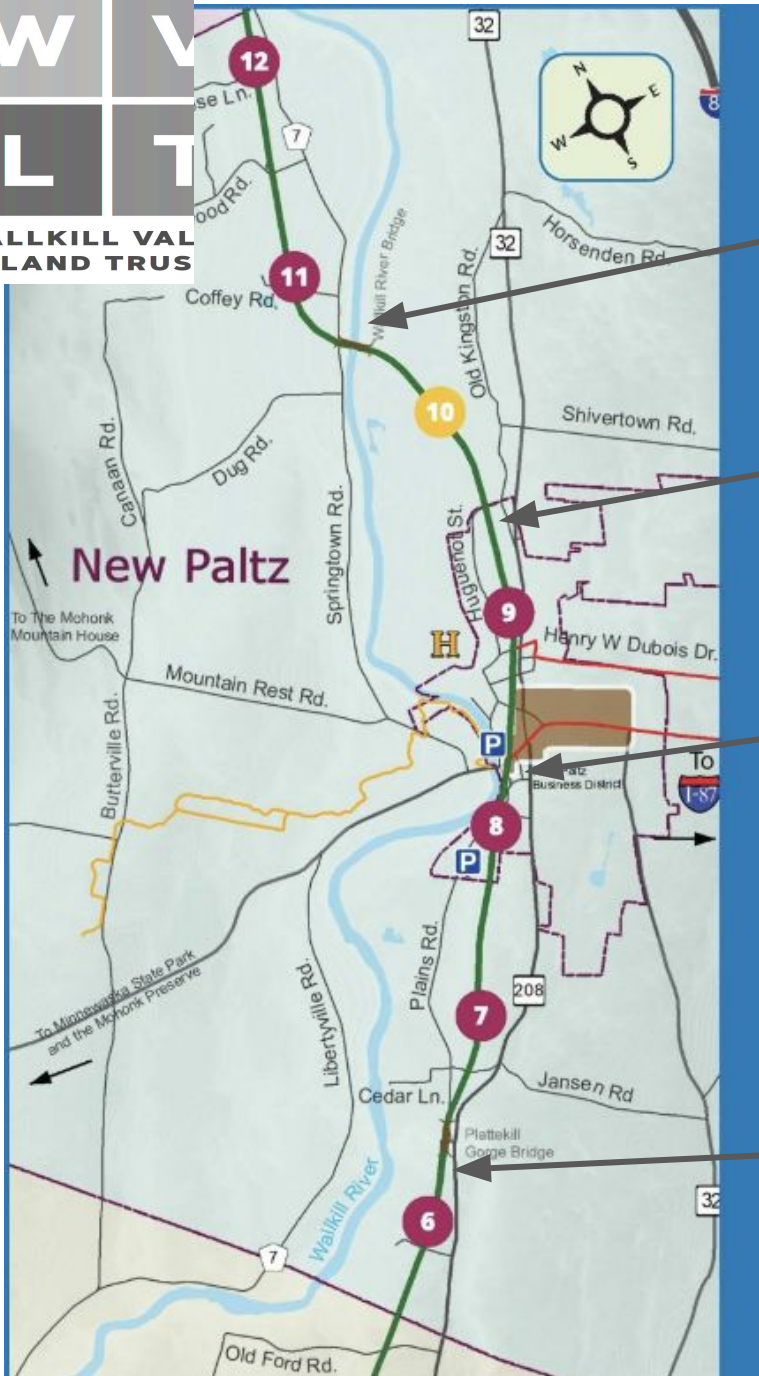 W V
L T
LAND TRUS
32
12
N
E
W
S
8
se Ln.
7
ood Rd.
Wallkill River Bridge
Old Kingston Rd.
32
Horsenden Rd.
11
Coffey Rd.
10
Shivertown Rd.
Canaan Rd.
Dug Rd.
Springtown Rd.
Huguenot St.
New Paltz
9
To The Mohonk
Mountain House
H
Henry W Dubois Dr.
Mountain Rest Rd.
Butterville Rd.
P
Business District
To
I-87
8
P
To Minnewaska State Park
and the Mohonk Preserve
Libertyville Rd.
Plains Rd.
208
7
Cedar Ln.
Jansen Rd
Plattekill
Gorge Bridge
Wallkill River
6
32
7
Old Ford Rd.